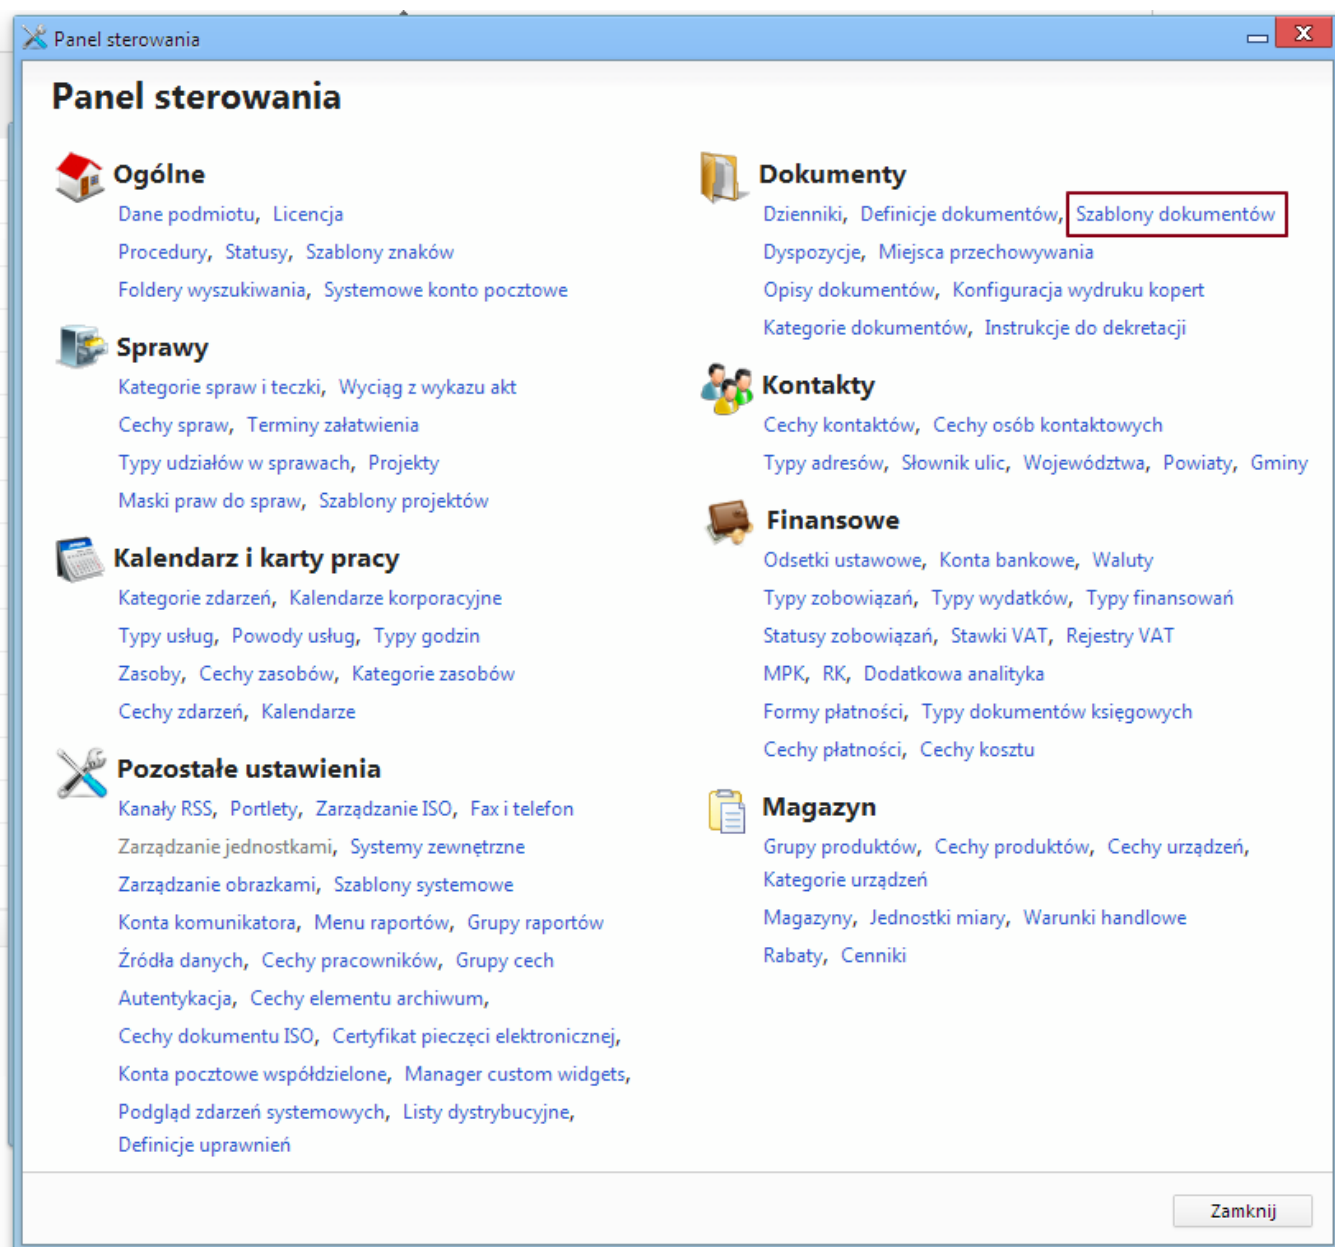 Panel sterowania
Panel sterowania
Ogólne
Dane podmiotu, Licencja
Procedury, Statusy, Szablony znaków
Foldery wyszukiwania, Systemowe konto pocztowe
Sprawy
Kategorie spraw i teczki, Wyciąg z wykazu akt
Cechy spraw, Terminy załatwienia
Typy udziałów w sprawach, Projekty
Maski praw do spraw, Szablony projektów
Kalendarz i karty pracy
Kategorie zdarzeń, Kalendarze korporacyjne
Typy usług, Powody usług, Typy godzin
Zasoby, Cechy zasobów, Kategorie zasobów
Cechy zdarzeń, Kalendarze
Pozostałe ustawienia
Kanały RSS, Portlety, Zarządzanie ISO, Fax i telefon
Zarządzanie jednostkami, Systemy zewnętrzne
Zarządzanie obrazkami, Szablony systemowe
Konta komunikatora, Menu raportów, Grupy raportów
Źródła danych, Cechy pracowników, Grupy cech
Autentykacja, Cechy elementu archiwum,
Cechy dokumentu ISO, Certyfikat pieczęci elektronicznej,
Konta pocztowe współdzielone, Manager custom widgets,
Podgląd zdarzeń systemowych, Listy dystrybucyjne,
Definicje uprawnień
Dokumenty
Dzienniki, Definicje dokumentów, Szablony dokumentów
Dyspozycje, Miejsca przechowywania
Opisy dokumentów, Konfiguracja wydruku kopert
Kategorie dokumentów, Instrukcje do dekretacji
Kontakty
Cechy kontaktów, Cechy osób kontaktowych
Typy adresów, Słownik ulic, Województwa, Powiaty, Gminy
Finansowe
Odsetki ustawowe, Konta bankowe, Waluty
Typy zobowiązań, Typy wydatków, Typy finansowań
Statusy zobowiązań, Stawki VAT, Rejestry VAT
MPK, RK, Dodatkowa analityka
Formy płatności, Typy dokumentów księgowych
Cechy płatności, Cechy kosztu
Magazyn
Grupy produktów, Cechy produktów, Cechy urządzeń,
Kategorie urządzeń
Magazyny, Jednostki miary, Warunki handlowe
Rabaty, Cenniki
Zamknij